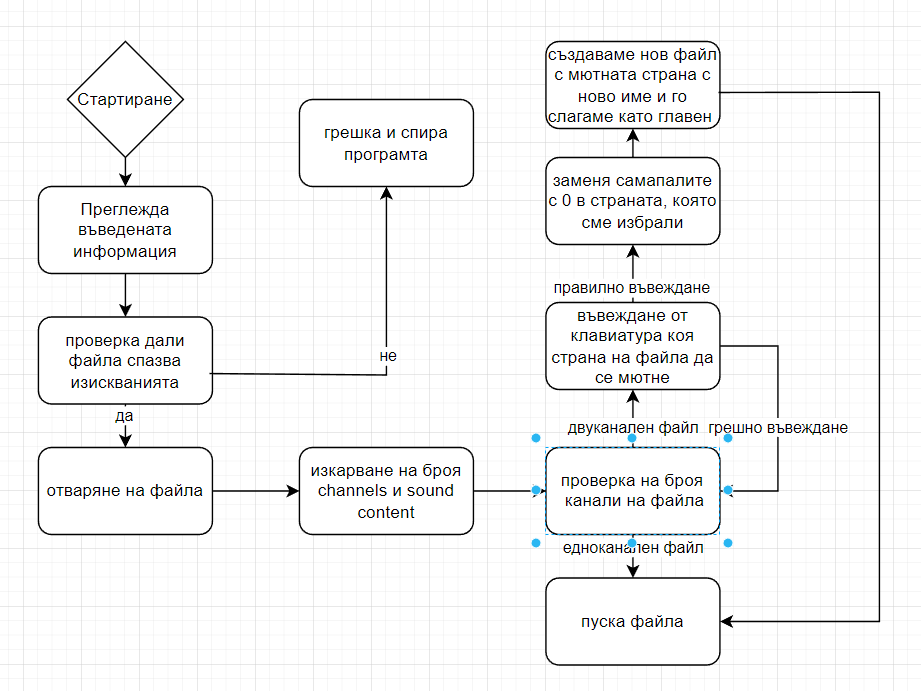 Стартиране
Преглежда
въведената
информация
проверка дали
файла спазва
изискванията
не
грешка и спира
програмта
да
отваряне на файла
изкарване на броя
channels и sound
content
проверка на броя
канали на файла
двуканален файл
грешно въвеждане
въвеждане от
клавиатура коя
страна на файла да
се мютне
правилно въвеждане
заменя самапалите
с 0 в страната, която
сме избрали
създаваме нов файл
с мютната страна с
ново име и го
слагаме като главен
едноканален файл
пуска файла